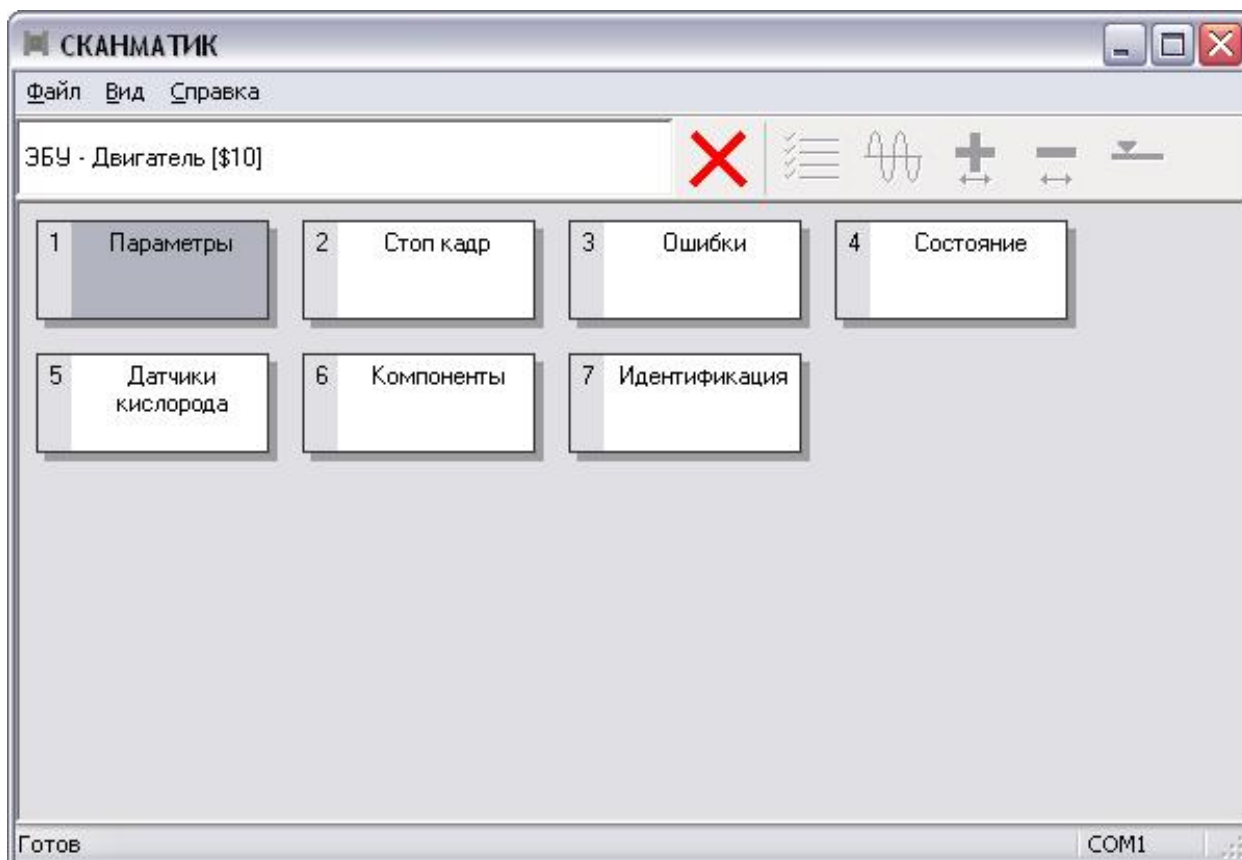 СКАНМАТИК
Файл Вид Справка
ЭБУ - Двигатель [$10]
1 Параметры 2 Стоп кадр 3 Ошибки 4 Состояние
5 Датчики кислорода 6 Компоненты 7 Идентификация
Готов COM1